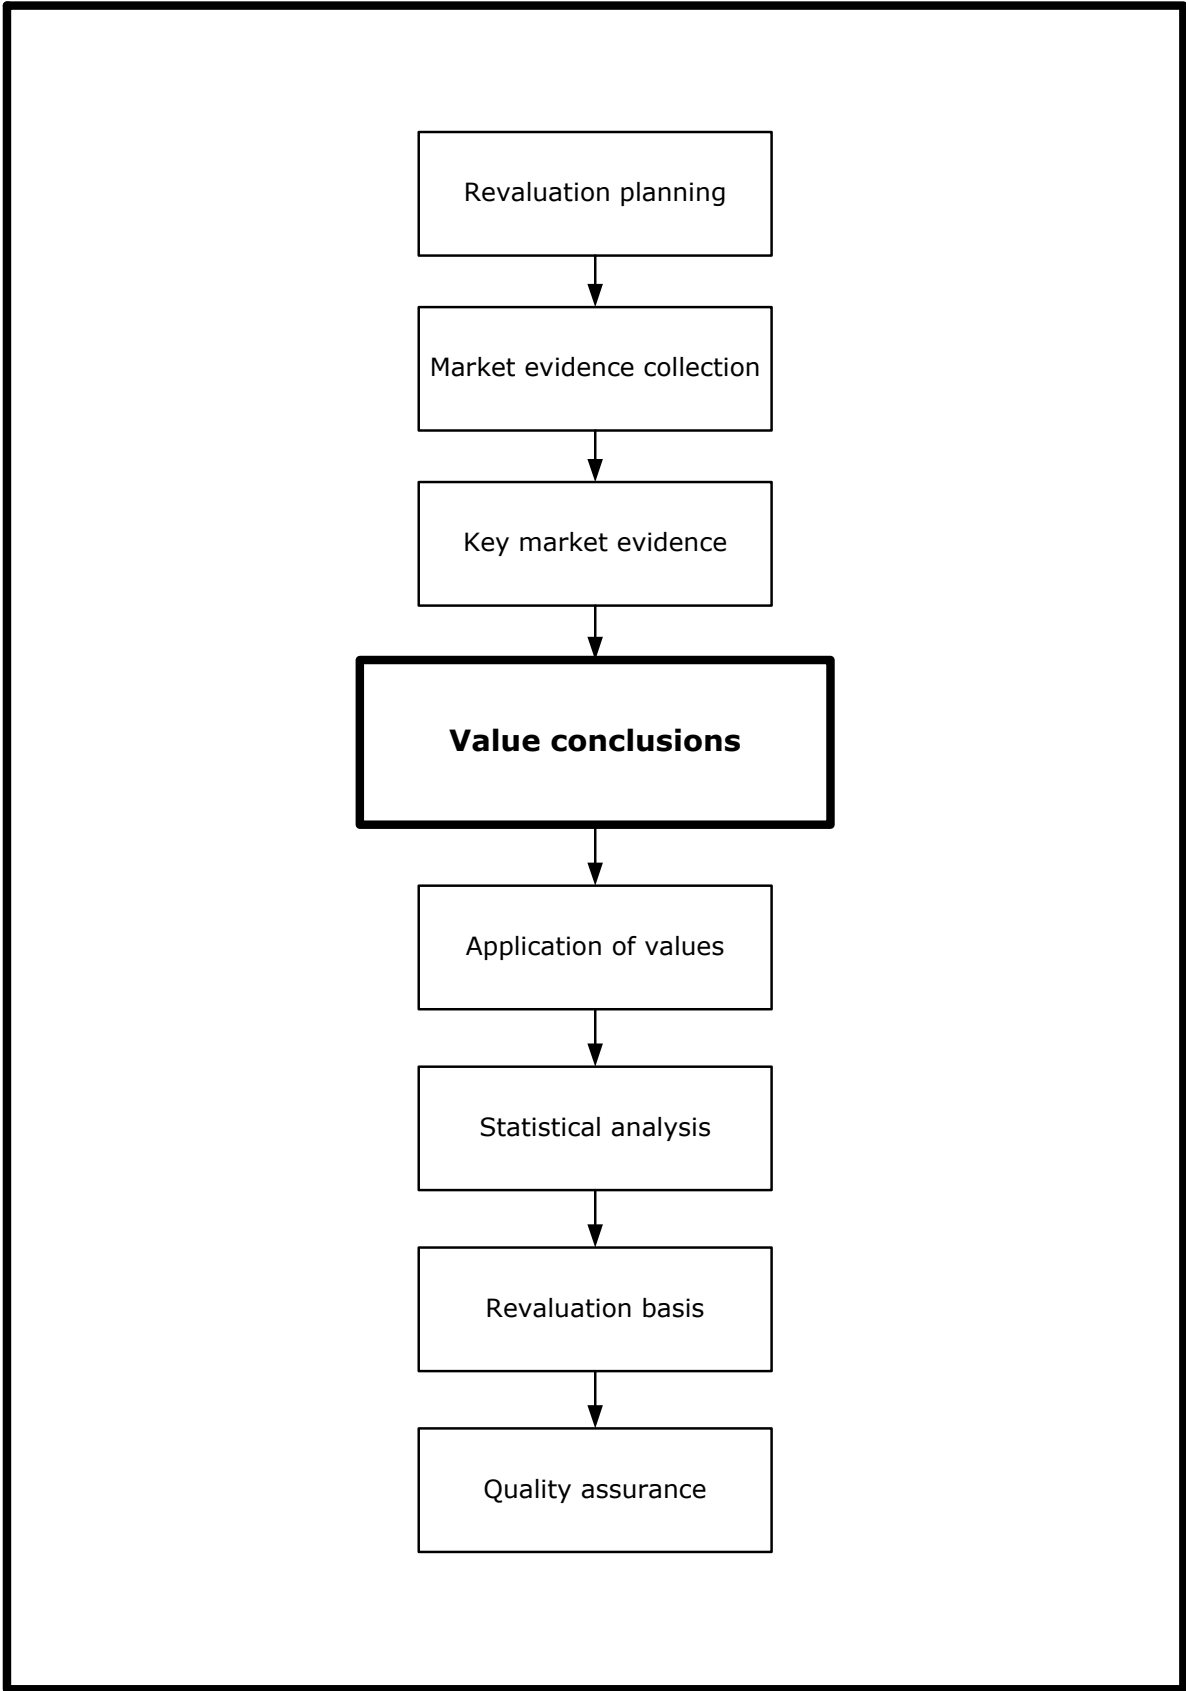 Revaluation planning
Market evidence collection
Key market evidence
Value conclusions
Application of values
Statistical analysis
Revaluation basis
Quality assurance